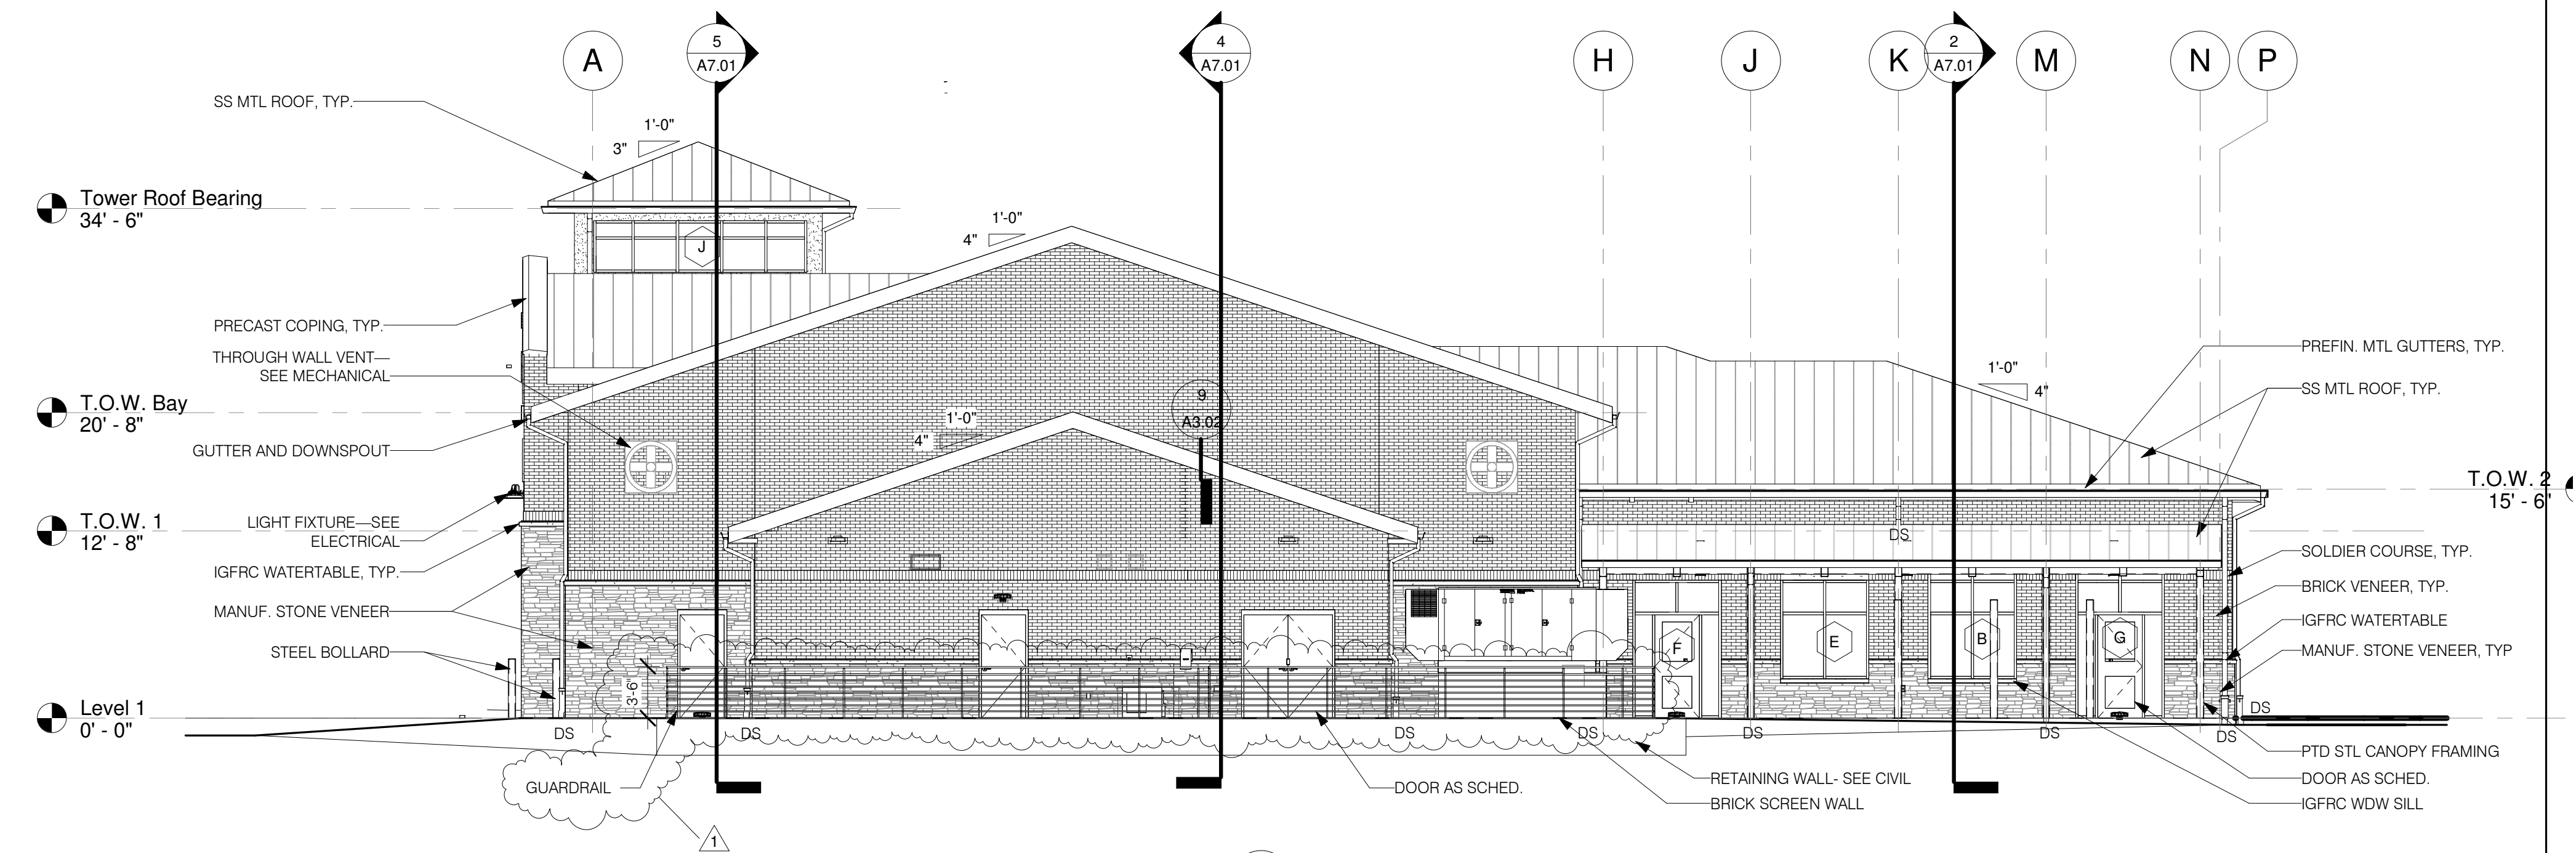 A
5
A7.01
4
A7.01
H
J
K
2
A7.01
M
N
P
SS MTL ROOF, TYP.
1'-0"
3"
Tower Roof Bearing
34' - 6"
J
1'-0"
4"
PRECAST COPING, TYP.
THROUGH WALL VENT—
SEE MECHANICAL
T.O.W. Bay
20' - 8"
GUTTER AND DOWNSPOUT
9
A3.02
1'-0"
4"
1'-0"
4"
PREFIN. MTL GUTTERS, TYP.
SS MTL ROOF, TYP.
T.O.W. 2
15' - 6"
T.O.W. 1
12' - 8"
LIGHT FIXTURE—SEE
ELECTRICAL
IGFRC WATERTABLE, TYP.
MANUF. STONE VENEER
STEEL BOLLARD
DS
SOLDIER COURSE, TYP.
BRICK VENEER, TYP.
IGFRC WATERTABLE
MANUF. STONE VENEER, TYP
F
E
B
G
3'-6"
Level 1
0' - 0"
DS
DS
DS
DS
DS
DS
DS
DS
GUARDRAIL
DOOR AS SCHED.
RETAINING WALL- SEE CIVIL
BRICK SCREEN WALL
PTD STL CANOPY FRAMING
DOOR AS SCHED.
IGFRC WDW SILL
1